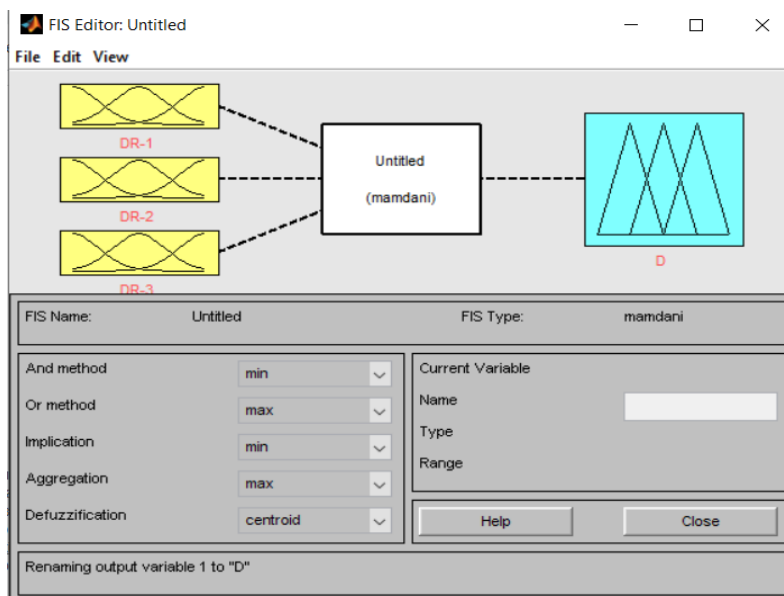 FIS Editor: Untitled
File Edit View
DR-1
DR-2
DR-3
Untitled
(mamdani)
D
FIS Name: Untitled FIS Type: mamdani
And method min
Or method max
Implication min
Aggregation max
Defuzzification centroid
Current Variable
Name
Type
Range
Help Close
Renaming output variable 1 to "D"